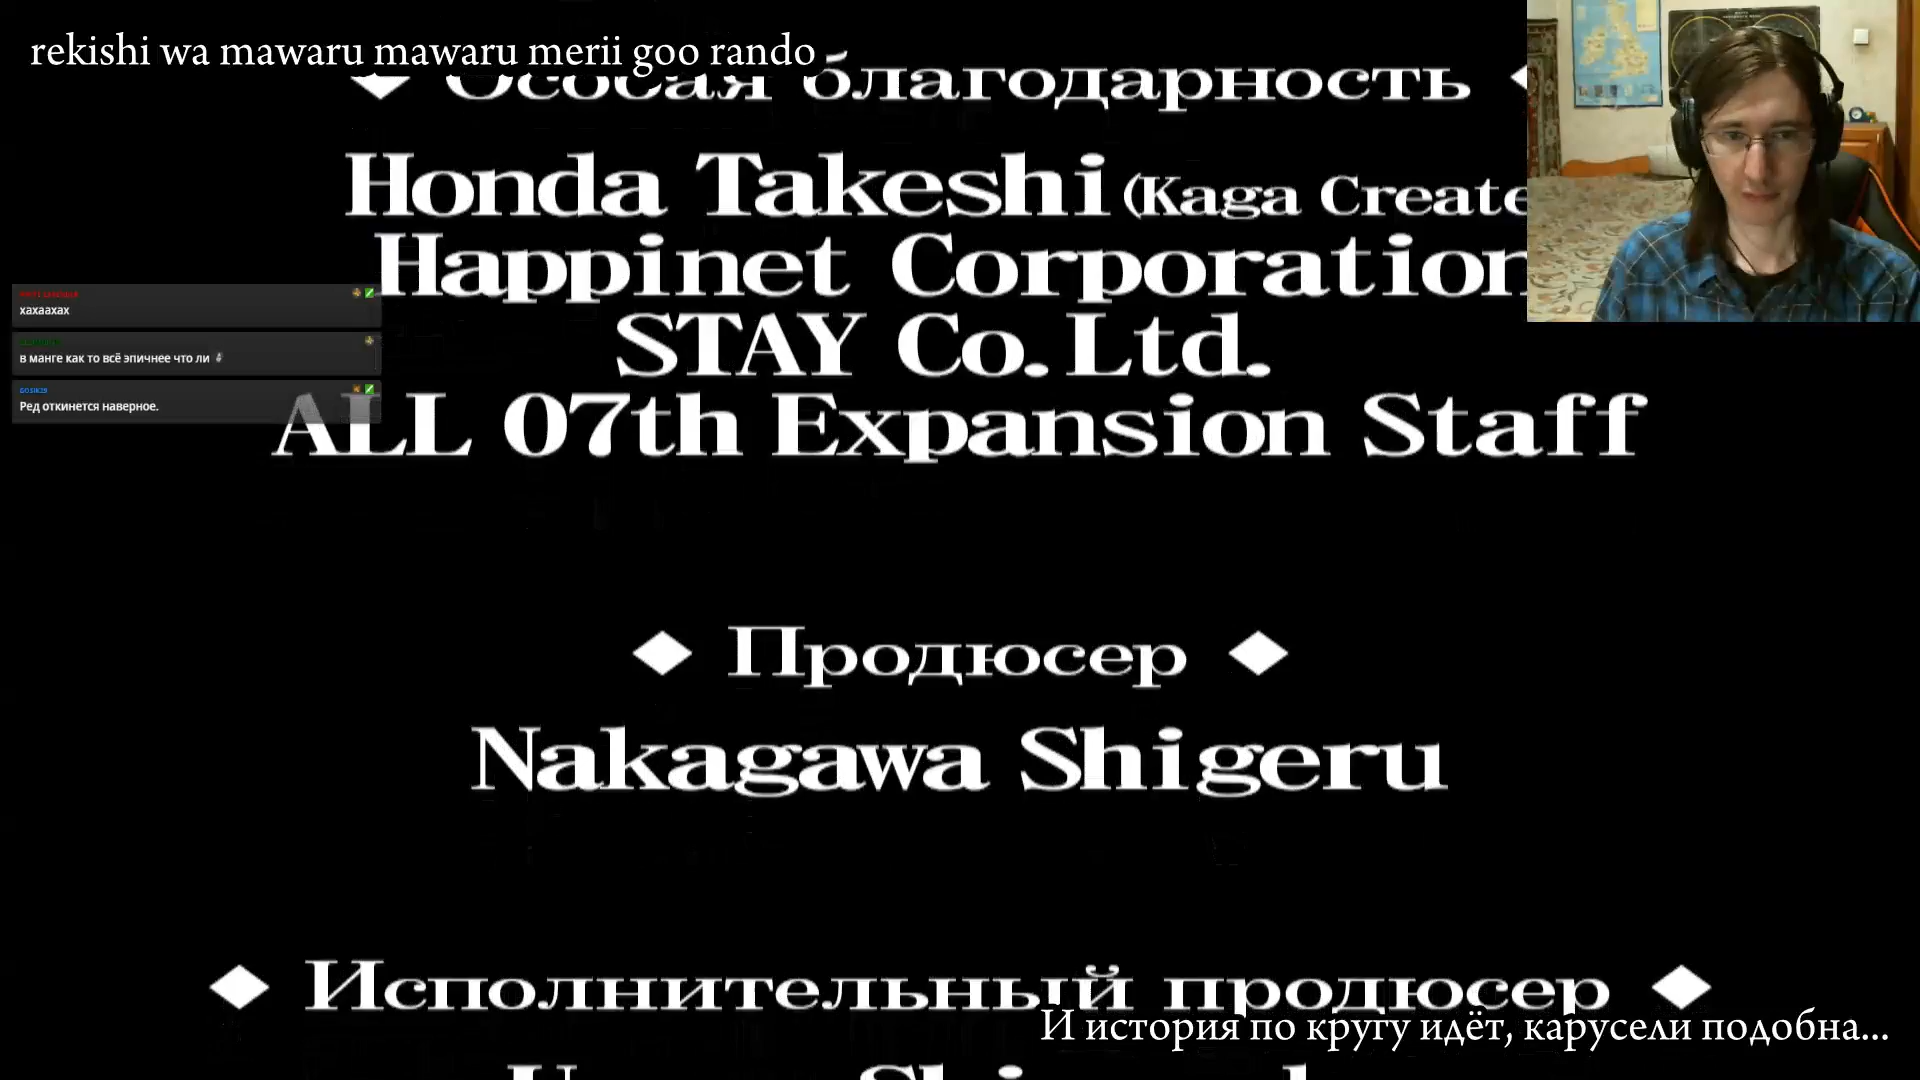 rekishi wa mawaru mawaru merii goo rando
◆ Особая благодарность
Honda Takeshi (Kaga Create
Happinet Corporation
STAY Co.Ltd.
ALL 07th Expansion Staff
хахаахах
в манге как то всё эпичнее что ли
GOSIK29
Ред откинется наверное.
◆ Продюсер ◆
Nakagawa Shigeru
◆ Исполнительный продюсер ◆
И история по кругу идёт, карусели подобна...